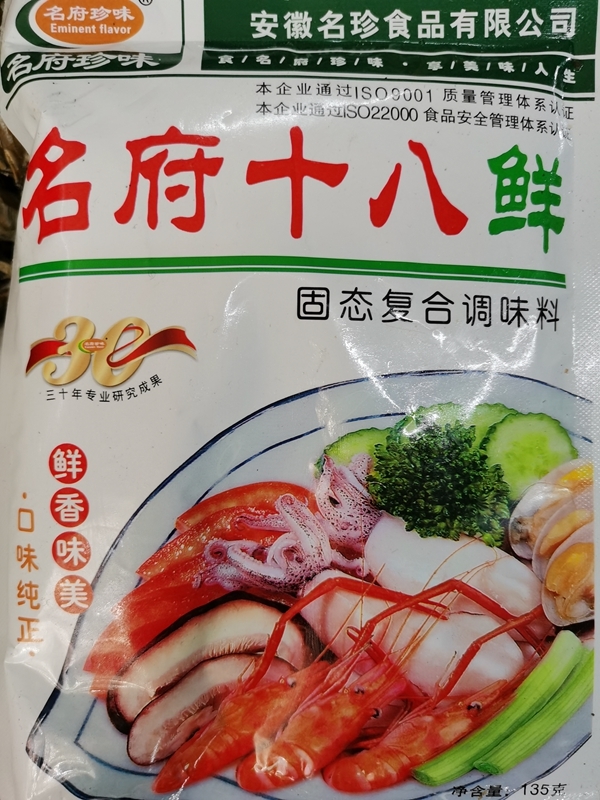 名府珍味
®
Eminent flavor
名府珍味
安徽名珍食品有限公司
食/名/府/珍/味·享/美/味/人/生
本企业通过ISO9001 质量管理体系认证
本企业通过ISO22000 食品安全管理体系认证
名府十八鲜
固态复合调味料
30
三十年专业研究成果
鲜香味美
·口味纯正·
净含量：135克